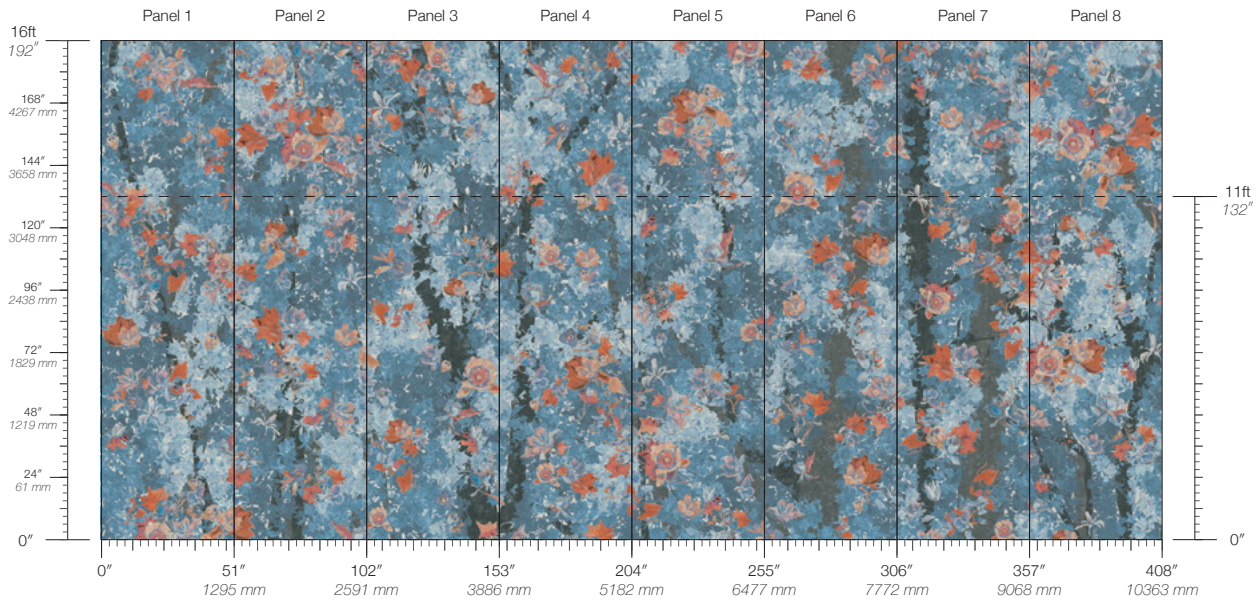 Panel 1 Panel 2 Panel 3 Panel 4 Panel 5 Panel 6 Panel 7 Panel 8
16ft
192″
168″
4267 mm
144″
3658 mm
120″
3048 mm
96″
2438 mm
72″
1829 mm
48″
1219 mm
24″
61 mm
0″
11ft
132″
0″
0″ 51″ 102″ 153″ 204″ 255″ 306″ 357″ 408″
1295 mm 2591 mm 3886 mm 5182 mm 6477 mm 7772 mm 9068 mm 10363 mm